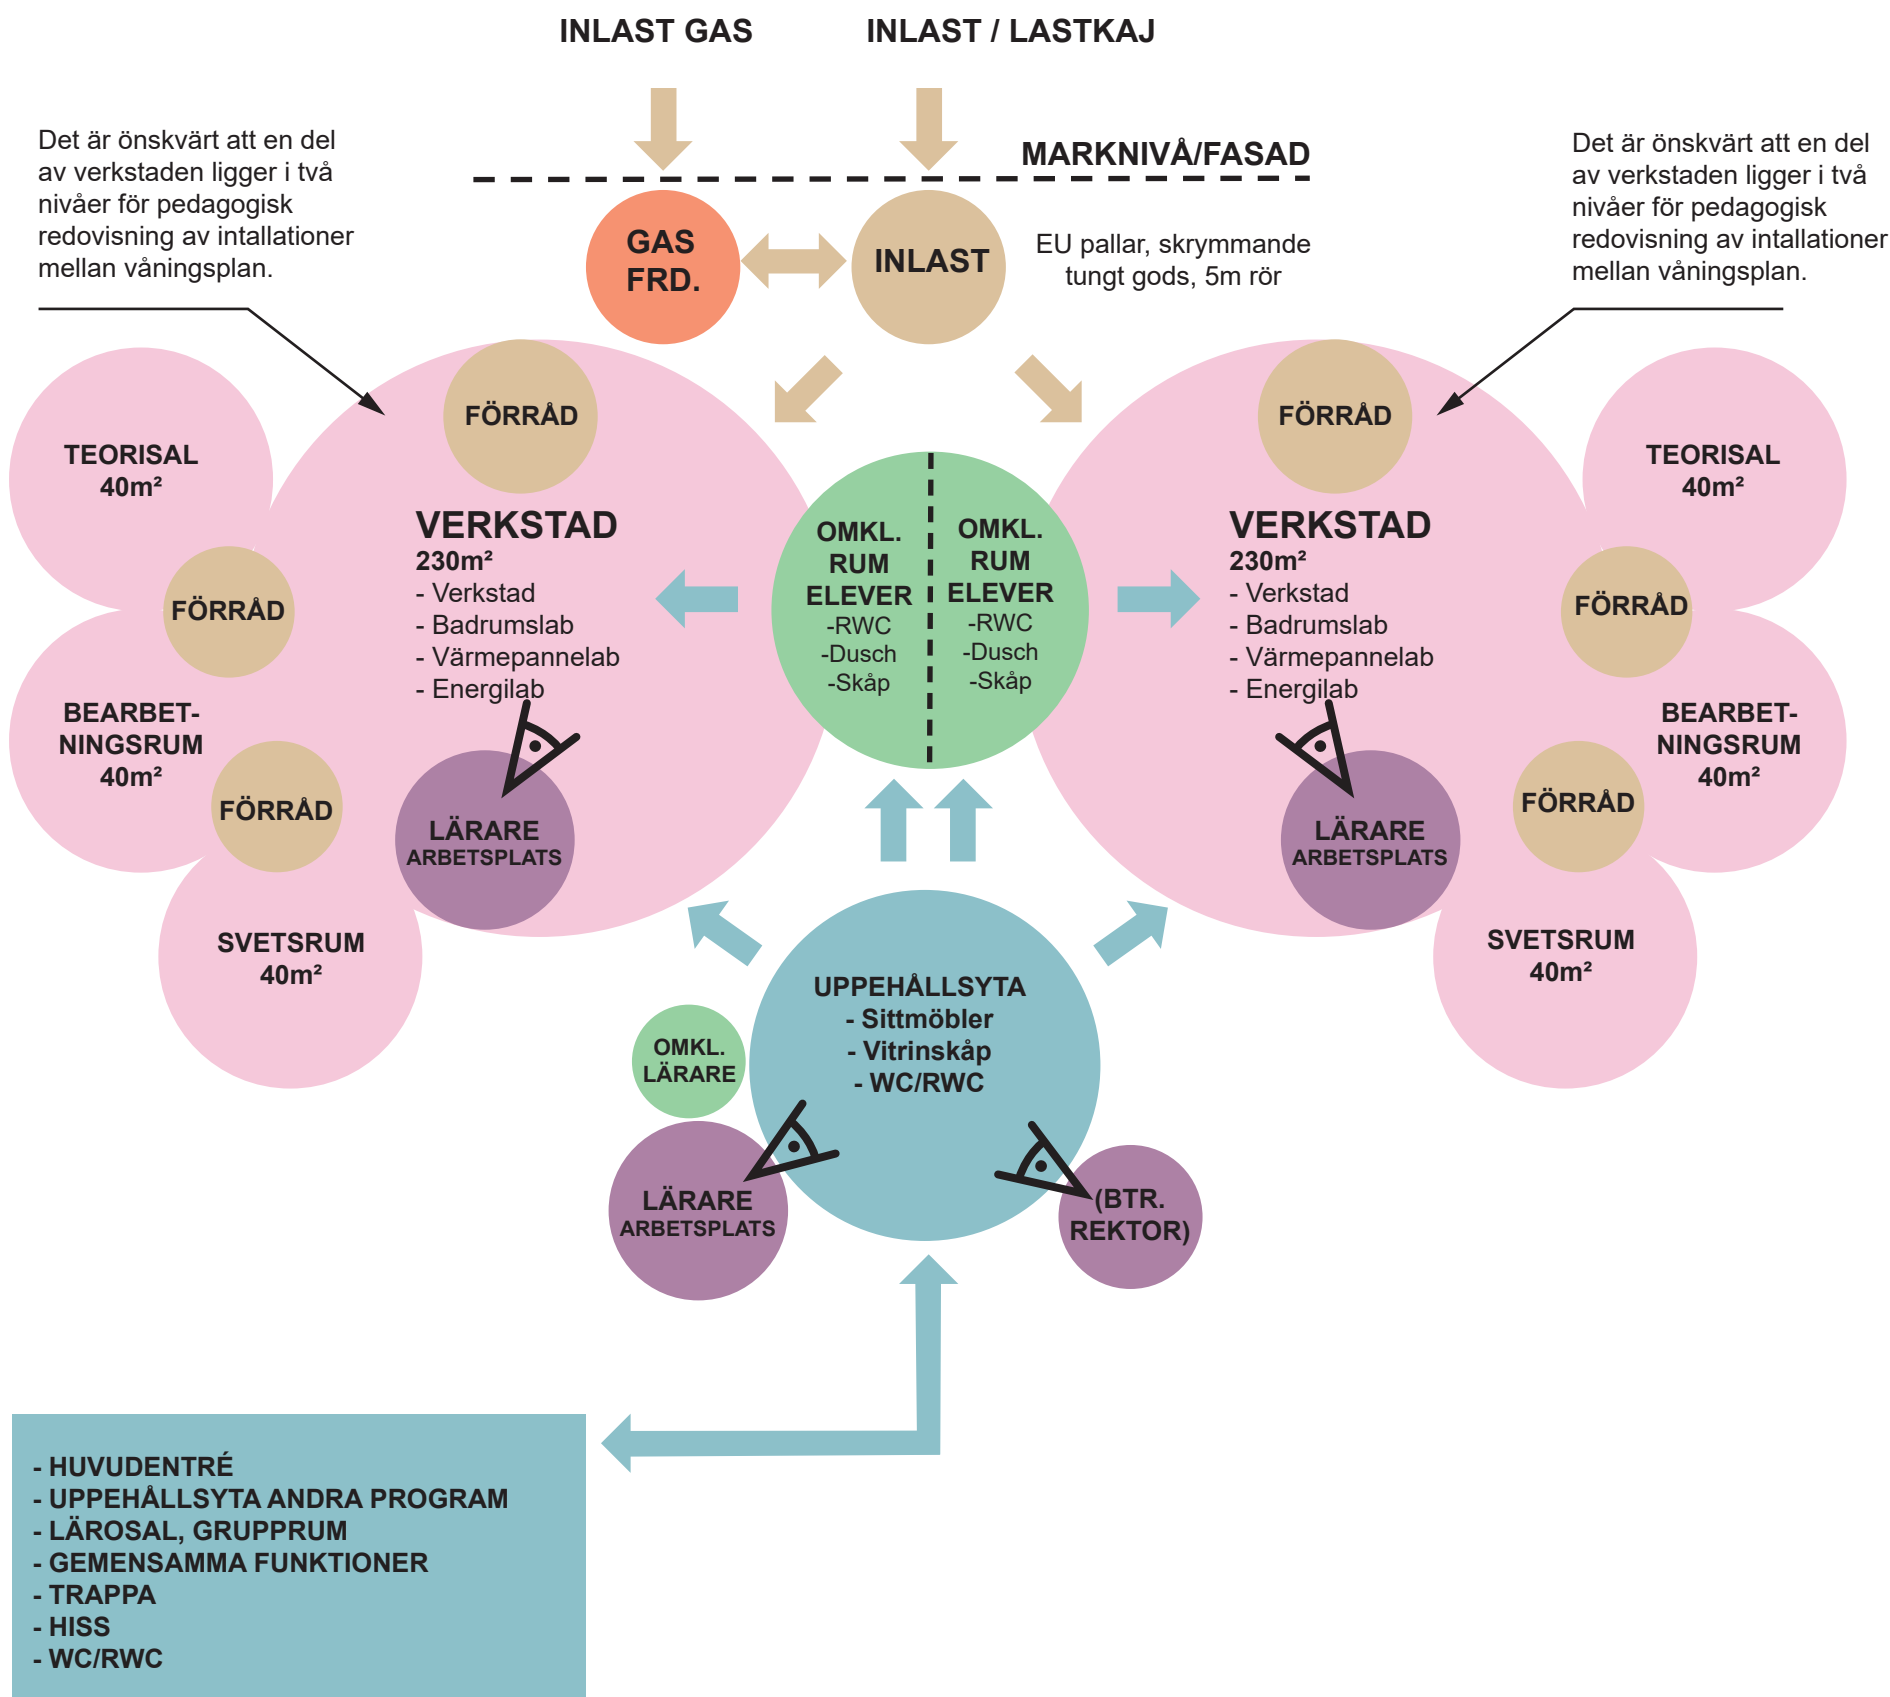 INLAST GAS
INLAST / LASTKAJ
MARKNIVÅ/FASAD
Det är önskvärt att en del
av verkstaden ligger i två
nivåer för pedagogisk
redovisning av intallationer
mellan våningsplan.
Det är önskvärt att en del
av verkstaden ligger i två
nivåer för pedagogisk
redovisning av intallationer
mellan våningsplan.
GAS
FRD.
INLAST
EU pallar, skrymmande
tungt gods, 5m rör
FÖRRÅD
TEORISAL
40m²
VERKSTAD
230m²
- Verkstad
- Badrumslab
- Värmepannelab
- Energilab
FÖRRÅD
BEARBET-
NINGSRUM
40m²
FÖRRÅD
LÄRARE
ARBETSPLATS
SVETSRUM
40m²
OMKL.
RUM
ELEVER
-RWC
-Dusch
-Skåp
OMKL.
RUM
ELEVER
-RWC
-Dusch
-Skåp
FÖRRÅD
VERKSTAD
230m²
- Verkstad
- Badrumslab
- Värmepannelab
- Energilab
TEORISAL
40m²
FÖRRÅD
BEARBET-
NINGSRUM
40m²
FÖRRÅD
LÄRARE
ARBETSPLATS
SVETSRUM
40m²
UPPEHÅLLSYTA
- Sittmöbler
- Vitrinskåp
- WC/RWC
OMKL.
LÄRARE
LÄRARE
ARBETSPLATS
(BTR.
REKTOR)
- HUVUDENTRÉ
- UPPEHÅLLSYTA ANDRA PROGRAM
- LÄROSAL, GRUPPRUM
- GEMENSAMMA FUNKTIONER
- TRAPPA
- HISS
- WC/RWC